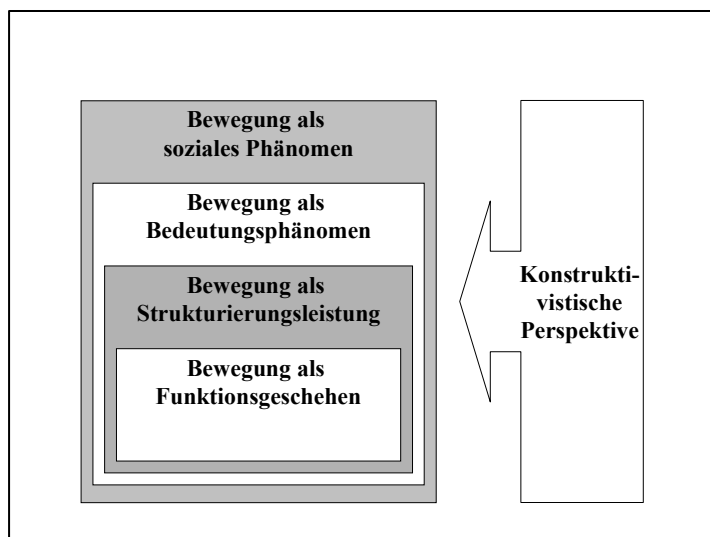 Bewegung als
soziales Phänomen
Bewegung als
Bedeutungsphänomen
Bewegung als
Strukturierungsleistung
Bewegung als
Funktionsgeschehen
Konstrukti-
vistische
Perspektive